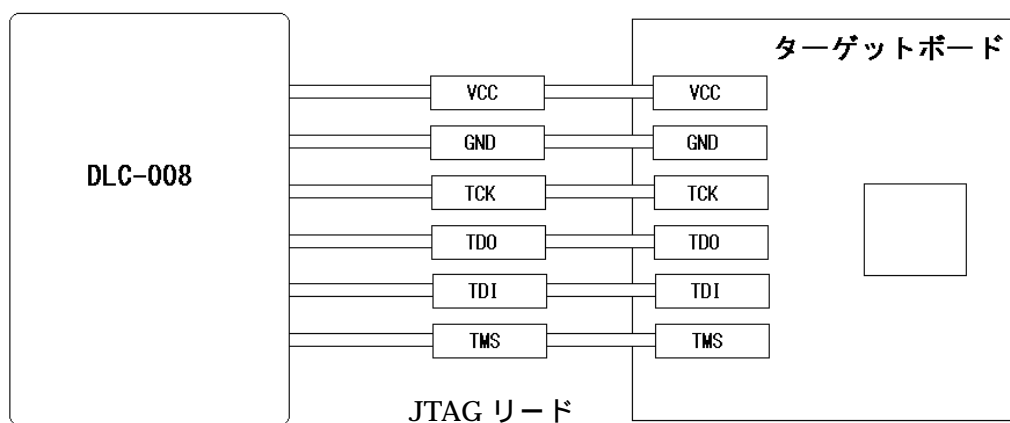 ターゲットボード
VCC VCC
GND GND
DLC-008
TCK TCK
TDO TDO
TDI TDI
TMS TMS
JTAG リード